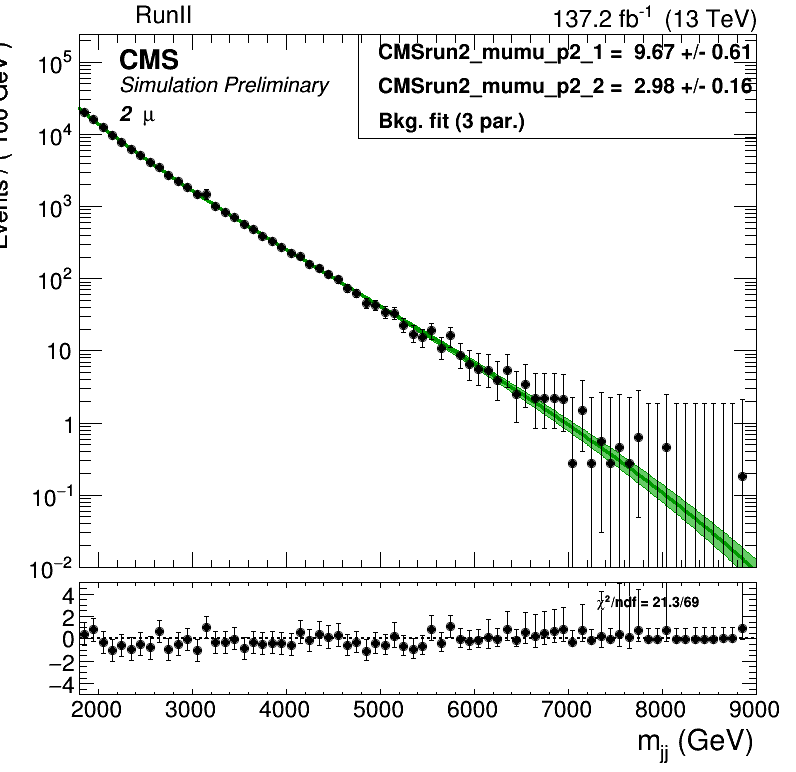 RunII
137.2 fb⁻¹ (13 TeV)
CMS
Simulation Preliminary
2 μ
CMSrun2_mumu_p2_1 = 9.67 +/- 0.61
CMSrun2_mumu_p2_2 = 2.98 +/- 0.16
Bkg. fit (3 par.)
10⁵
10⁴
10³
10²
10
1
10⁻¹
10⁻²
χ²/ndf = 21.3/69
4
2
0
−2
−4
2000 3000 4000 5000 6000 7000 8000 9000
m_jj (GeV)